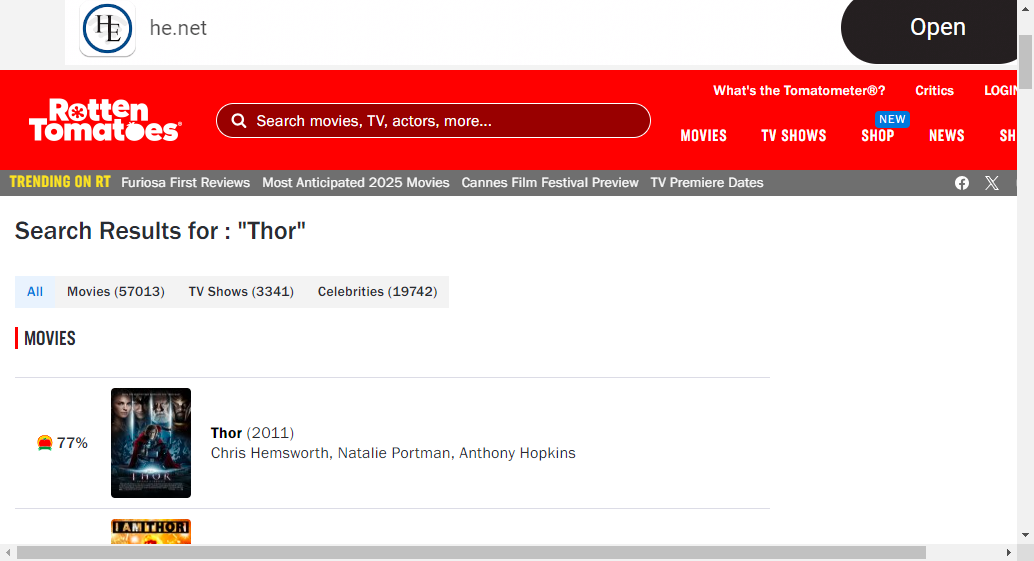 HE
he.net
Open
What's the Tomatometer®?
Critics
LOGIN
Rotten
Tomatoes®
Search movies, TV, actors, more...
MOVIES
TV SHOWS
NEW
SHOP
NEWS
SH
TRENDING ON RT
Furiosa First Reviews
Most Anticipated 2025 Movies
Cannes Film Festival Preview
TV Premiere Dates
Search Results for : "Thor"
All
Movies (57013)
TV Shows (3341)
Celebrities (19742)
MOVIES
77%
THOR
Thor (2011)
Chris Hemsworth, Natalie Portman, Anthony Hopkins
I AM THOR